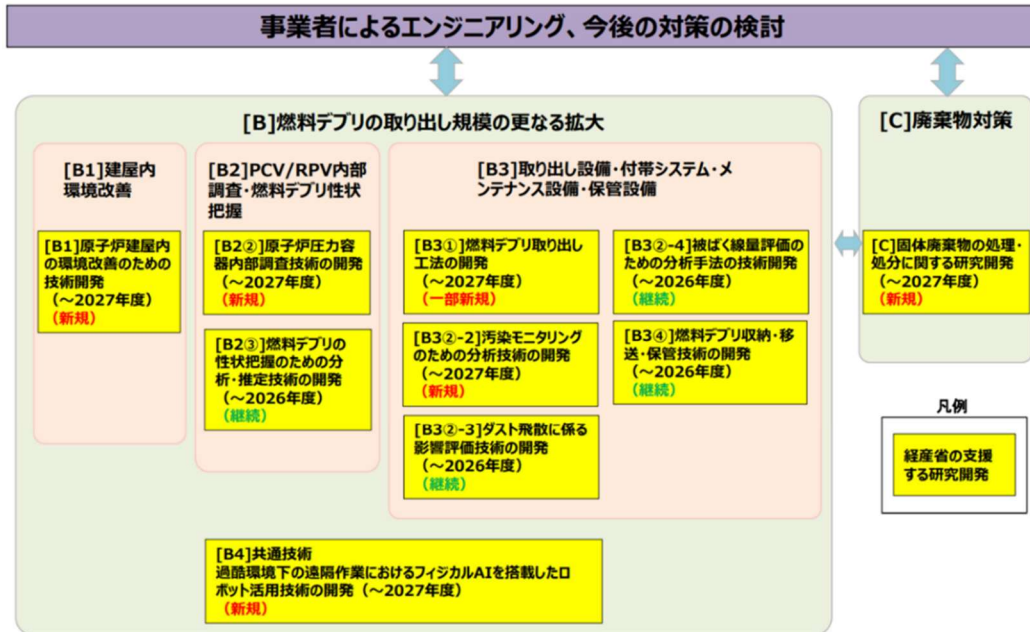 事業者によるエンジニアリング、今後の対策の検討
[B]燃料デブリの取り出し規模の更なる拡大
[B1]建屋内
環境改善
[B1]原子炉建屋内
の環境改善のための
技術開発
(～2027年度)
(新規)
[B2]PCV/RPV内部
調査・燃料デブリ性状
把握
[B2②]原子炉圧力容
器内部調査技術の開発
(～2027年度)
(新規)
[B2③]燃料デブリの
性状把握のための分
析・推定技術の開発
(～2026年度)
(継続)
[B3]取り出し設備・付帯システム・メ
ンテナンス設備・保管設備
[B3①]燃料デブリ取り出し
工法の開発
(～2027年度)
(一部新規)
[B3②-2]汚染モニタリング
のための分析技術の開発
(～2027年度)
(新規)
[B3②-3]ダスト飛散に係る
影響評価技術の開発
(～2026年度)
(継続)
[B3②-4]被ばく線量評価の
ための分析手法の技術開発
(～2026年度)
(継続)
[B3④]燃料デブリ収納・移
送・保管技術の開発
(～2026年度)
(継続)
[B4]共通技術
過酷環境下の遠隔作業におけるフィジカルAIを搭載したロ
ボット活用技術の開発（～2027年度）
(新規)
[C]廃棄物対策
[C]固体廃棄物の処理・
処分に関する研究開発
(～2027年度)
(新規)
凡例
経産省の支援
する研究開発